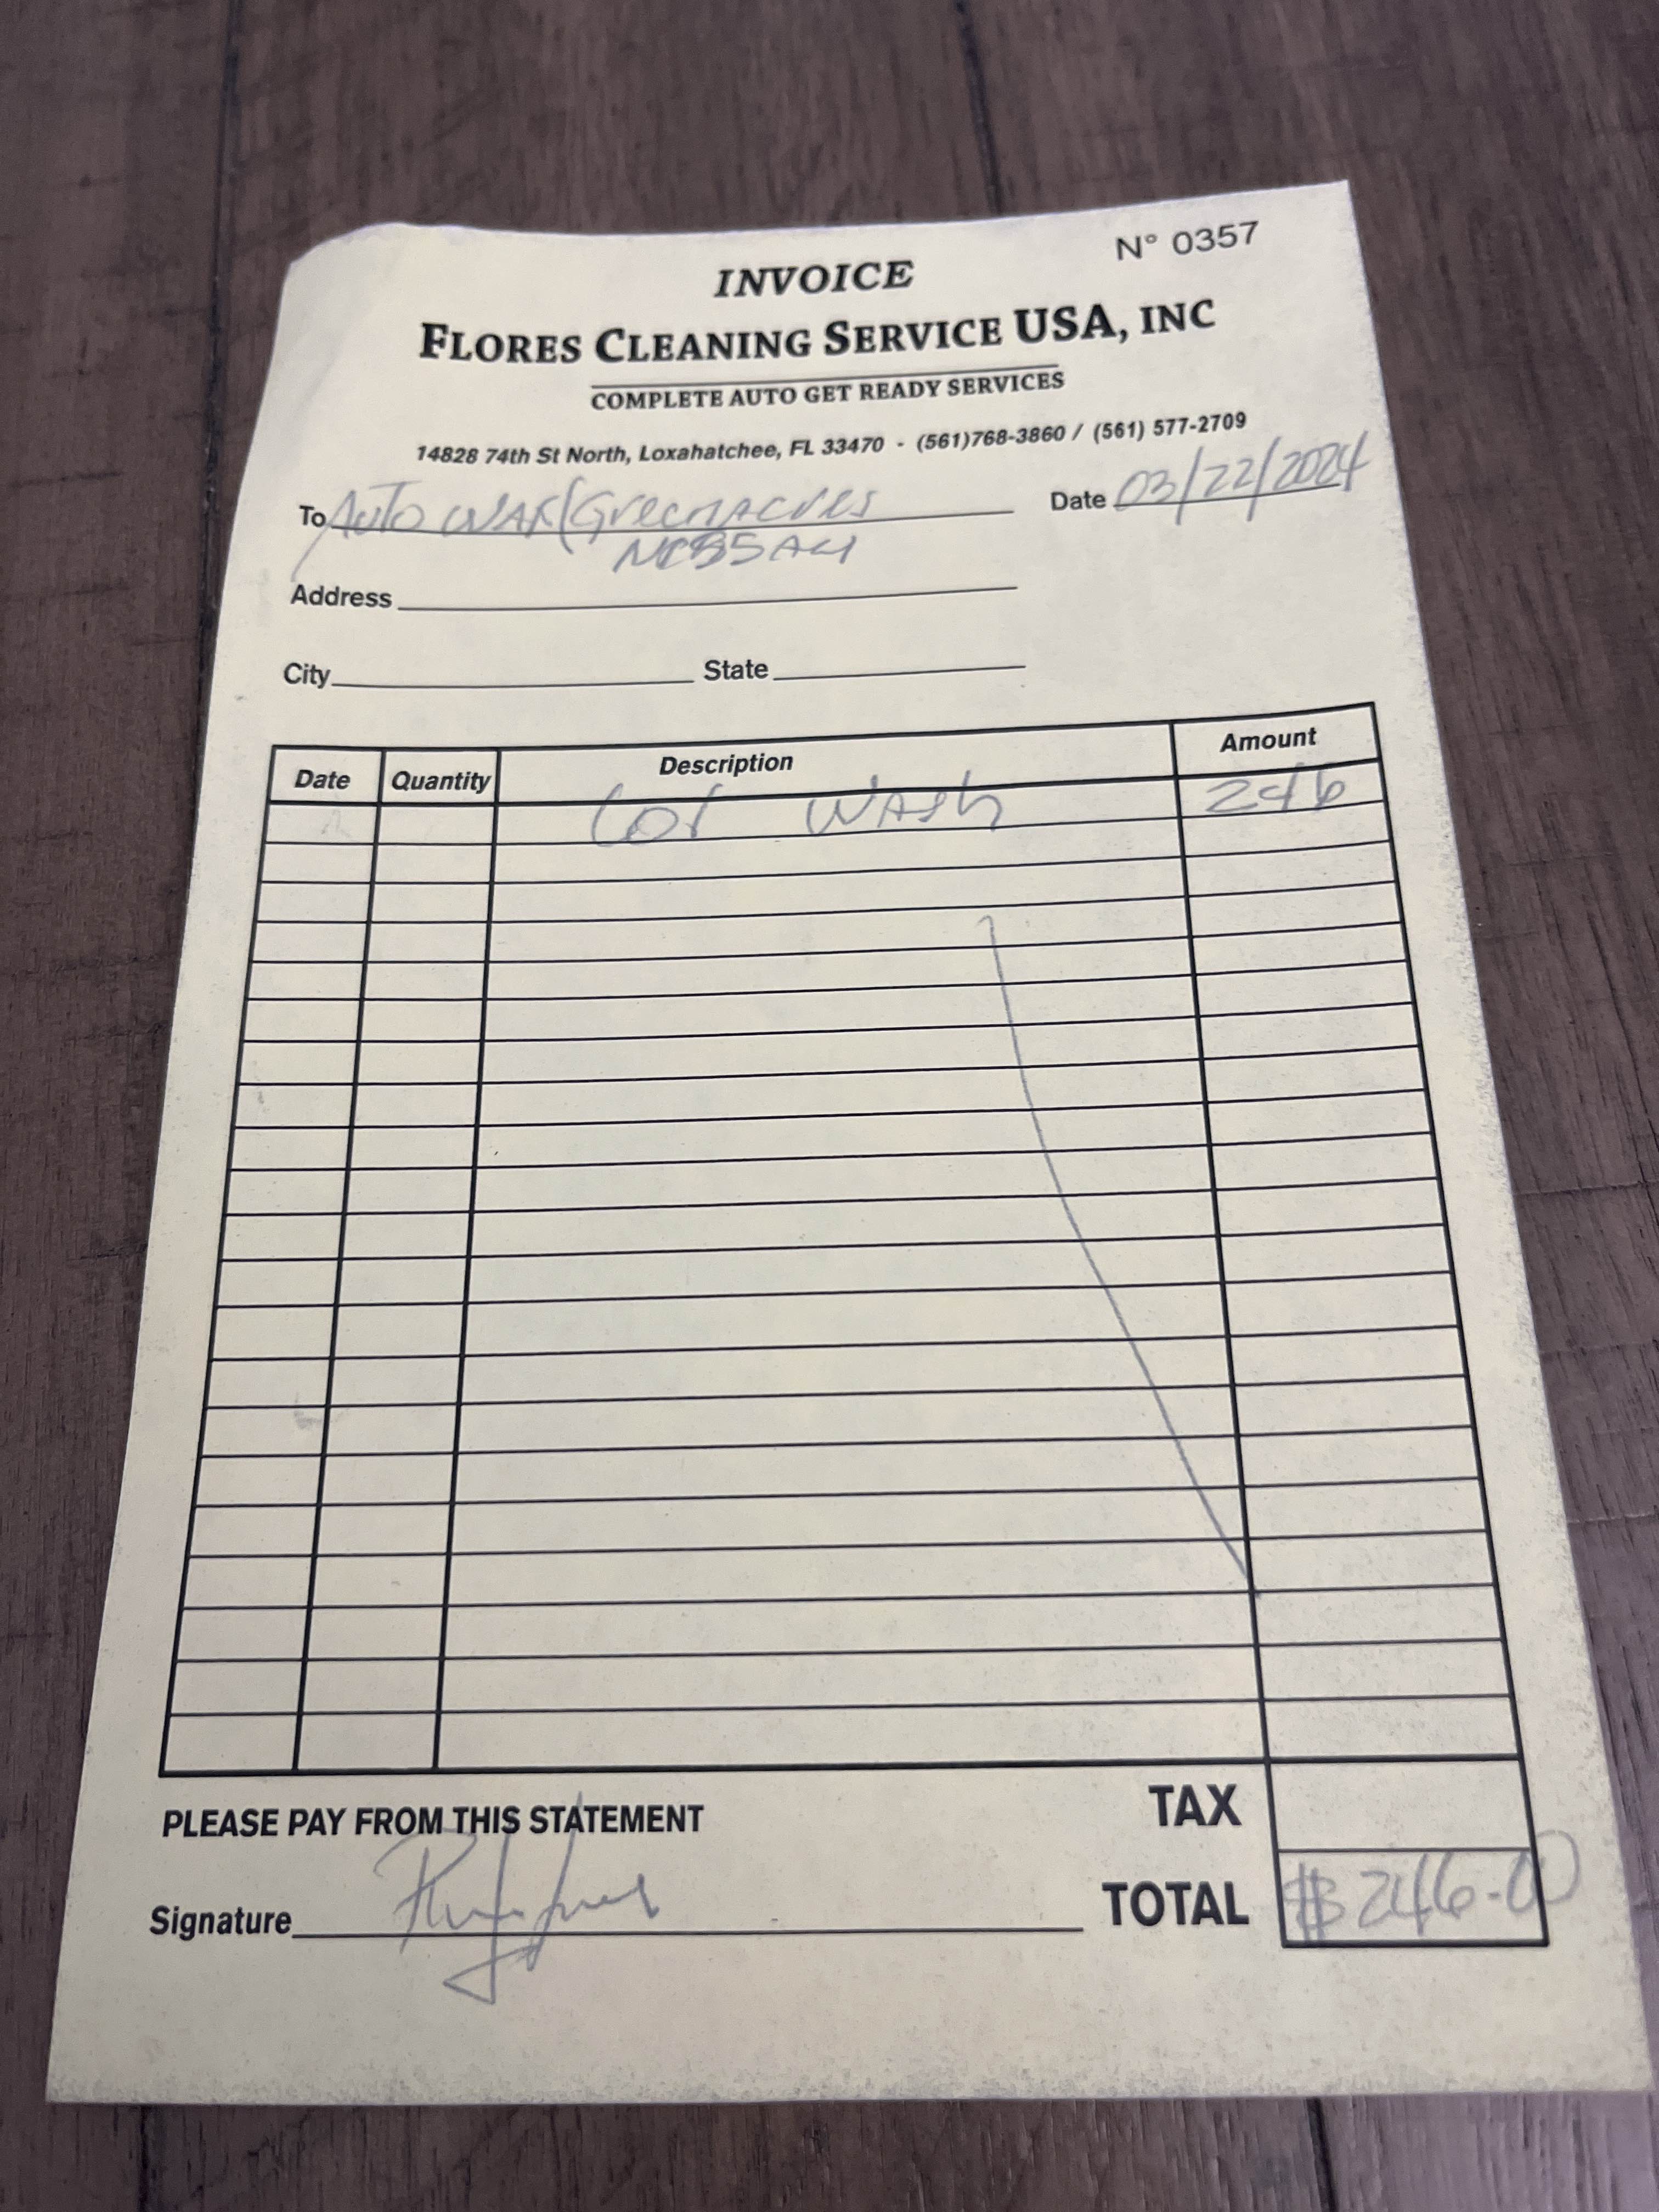 N° 0357
INVOICE
FLORES CLEANING SERVICE USA, INC
COMPLETE AUTO GET READY SERVICES
14828 74th St North, Loxahatchee, FL 33470 - (561)768-3860 / (561) 577-2709
To Auto WAX/Greenacres Date 03/22/2024
Address
City State
Date Quantity Description Amount
Lot WASh 246
PLEASE PAY FROM THIS STATEMENT TAX
Signature TOTAL $246.00